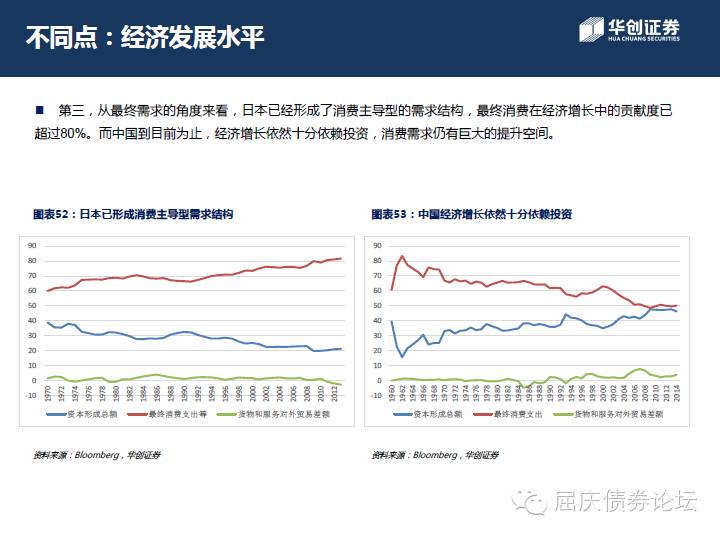 不同点：经济发展水平
华创证券
HUA CHUANG SECURITIES
第三，从最终需求的角度来看，日本已经形成了消费主导型的需求结构，最终消费在经济增长中的贡献度已
超过80%。而中国到目前为止，经济增长依然十分依赖投资，消费需求仍有巨大的提升空间。
图表52：日本已形成消费主导型需求结构
90
80
70
60
50
40
30
20
10
0
-10
1970 1972 1974 1976 1978 1980 1982 1984 1986 1988 1990 1992 1994 1996 1998 2000 2002 2004 2006 2008 2010 2012
资本形成总额 最终消费支出等 货物和服务对外贸易差额
资料来源：Bloomberg，华创证券
图表53：中国经济增长依然十分依赖投资
90
80
70
60
50
40
30
20
10
0
-10
1960 1962 1964 1966 1968 1970 1972 1974 1976 1978 1980 1982 1984 1986 1988 1990 1992 1994 1996 1998 2000 2002 2004 2006 2008 2010 2012 2014
资本形成总额 最终消费支出 货物和服务对外贸易差额
资料来源：Bloomberg，华创证券
屈庆债券论坛